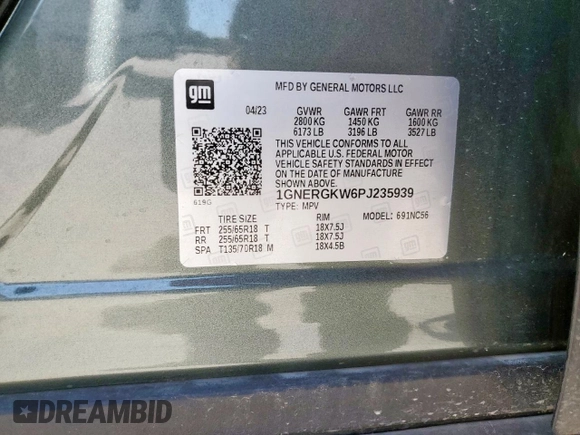 gm
MFD BY GENERAL MOTORS LLC
04/23 GVWR GAWR FRT GAWR RR
2800 KG 1450 KG 1600 KG
6173 LB 3196 LB 3527 LB
THIS VEHICLE CONFORMS TO ALL
APPLICABLE U.S. FEDERAL MOTOR
VEHICLE SAFETY STANDARDS IN EFFECT
ON THE DATE OF MANUFACTURE
SHOWN ABOVE.
1GNERGKW6PJ235939
619G
TYPE: MPV MODEL: 691NC56
TIRE SIZE RIM
FRT 255/65R18 T 18X7.5J
RR 255/65R18 T 18X7.5J
SPA T135/70R18 M 18X4.5B
DREAMBID